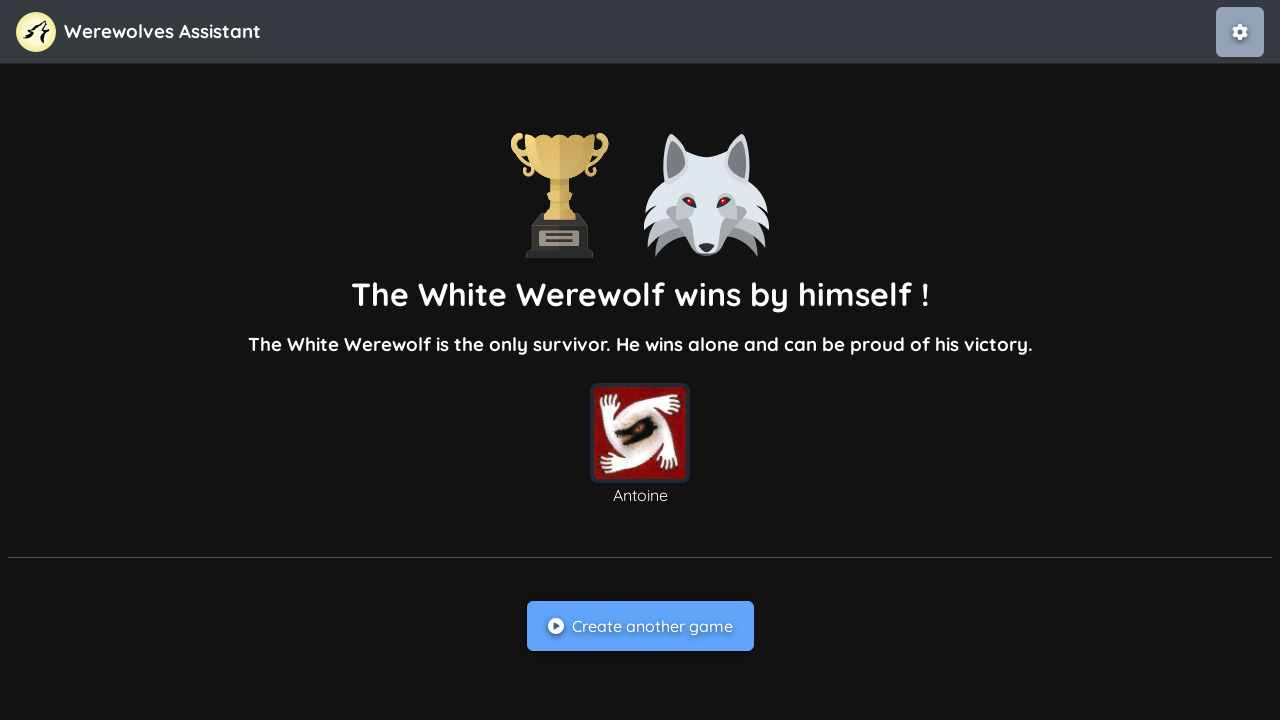 Werewolves Assistant
The White Werewolf wins by himself !
The White Werewolf is the only survivor. He wins alone and can be proud of his victory.
Antoine
Create another game